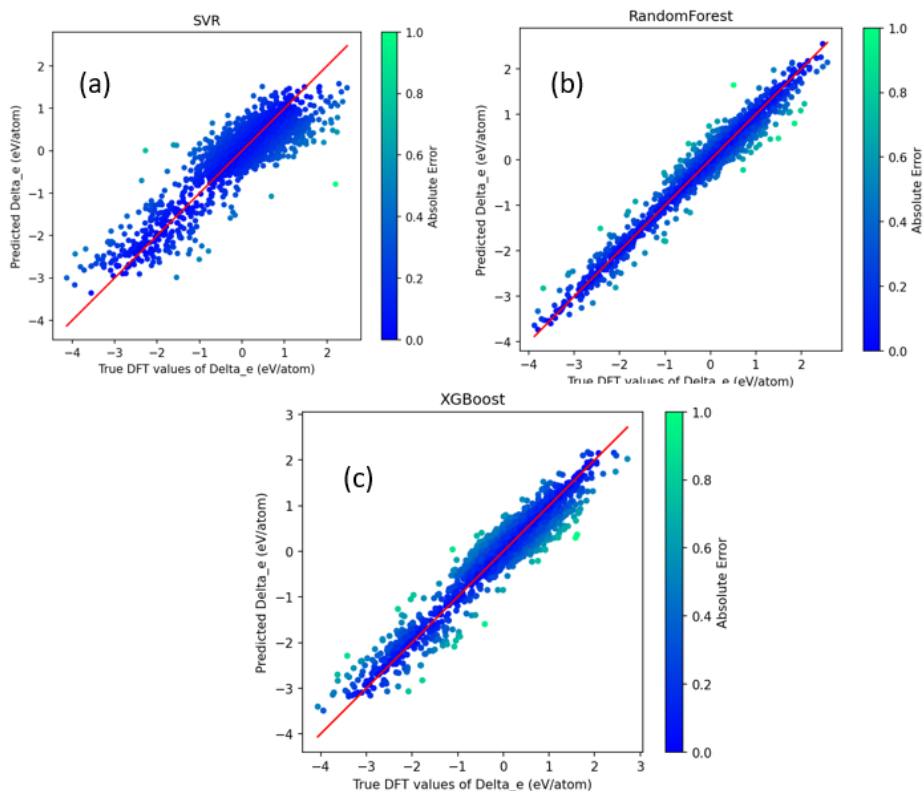 SVR
(a)
2
1
0
−1
−2
−3
−4
Predicted Delta_e (eV/atom)
−4 −3 −2 −1 0 1 2
True DFT values of Delta_e (eV/atom)
1.0
0.8
0.6
0.4
0.2
0.0
Absolute Error
RandomForest
(b)
2
1
0
−1
−2
−3
−4
Predicted Delta_e (eV/atom)
−4 −3 −2 −1 0 1 2
True DFT values of Delta_e (eV/atom)
1.0
0.8
0.6
0.4
0.2
0.0
Absolute Error
XGBoost
(c)
3
2
1
0
−1
−2
−3
−4
Predicted Delta_e (eV/atom)
−4 −3 −2 −1 0 1 2 3
True DFT values of Delta_e (eV/atom)
1.0
0.8
0.6
0.4
0.2
0.0
Absolute Error